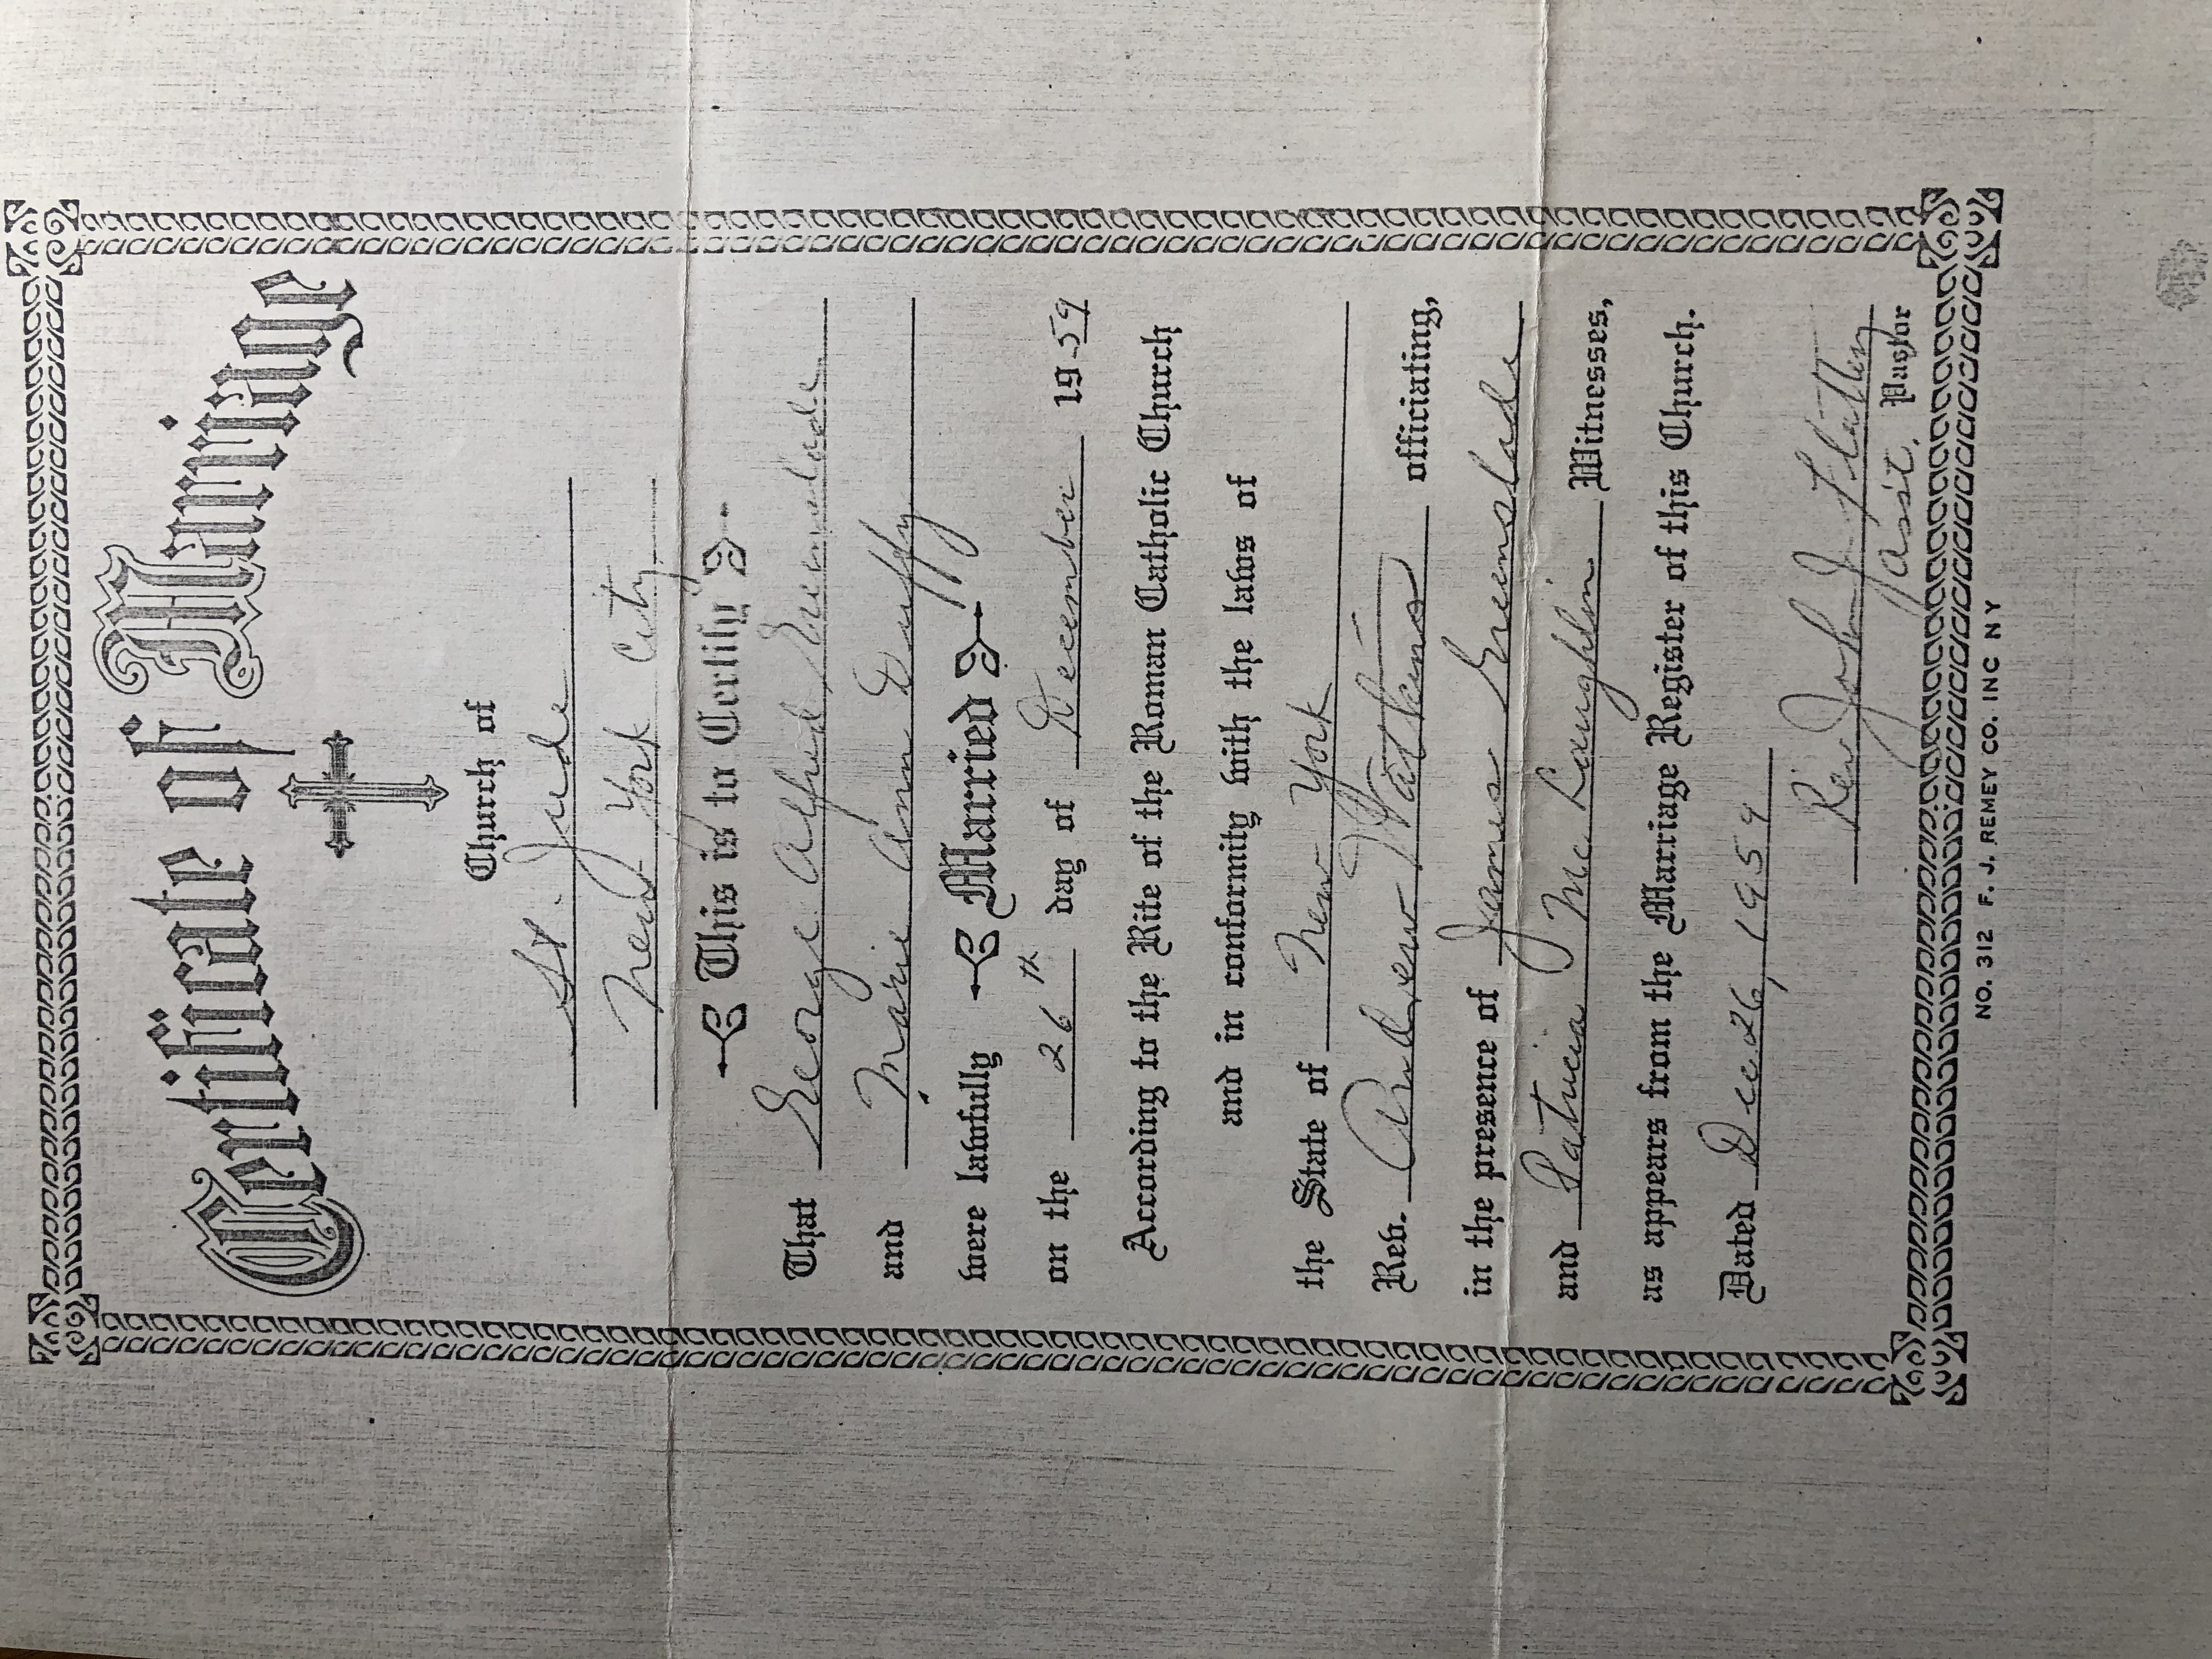 Certificate of Marriage
Church of
St. Jude
New York City
This is to Certify
That George Alfred Greenslade
and Marie Ann Duffy
were lawfully Married
on the 26th day of December 1959
According to the Rite of the Roman Catholic Church
and in conformity with the laws of
the State of New York
Rev. Andrew Watkins officiating,
in the presence of James Greenslade
and Patricia McLaughlin Witnesses,
as appears from the Marriage Register of this Church.
Dated Dec. 26, 1959
Rev John J. Flattery
Asst. Pastor
NO. 312 F. J. REMEY CO. INC N Y